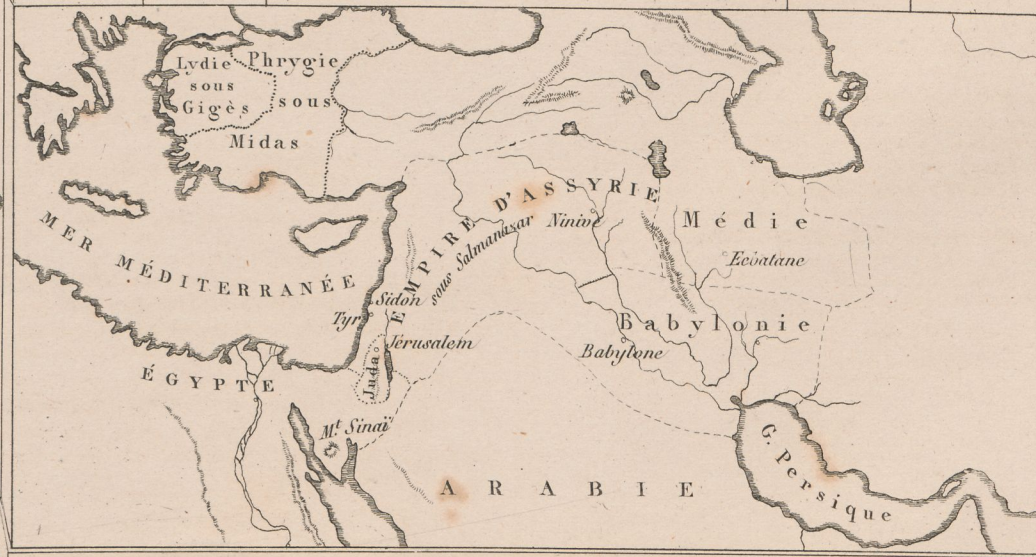 Lydie
sous
Gigès
Phrygie
sous
Midas
MER MÉDITERRANÉE
EMPIRE D'ASSYRIE
sous Salmanazar
Ninive
Médie
Ecbatane
Sidon
Tyr
Jérusalem
Juda
Babylonie
Babylone
ÉGYPTE
Mt Sinaï
ARABIE
G. Persique